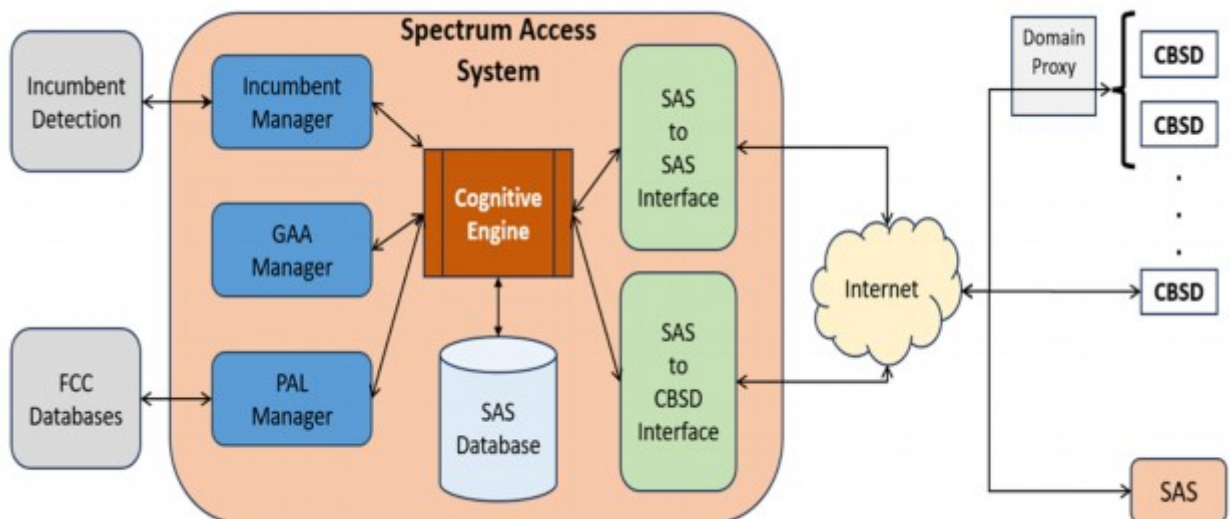 Spectrum Access
System
Incumbent
Detection
FCC
Databases
Incumbent
Manager
GAA
Manager
PAL
Manager
Cognitive
Engine
SAS
Database
SAS
to
SAS
Interface
SAS
to
CBSD
Interface
Internet
Domain
Proxy
CBSD
CBSD
.
.
.
CBSD
SAS